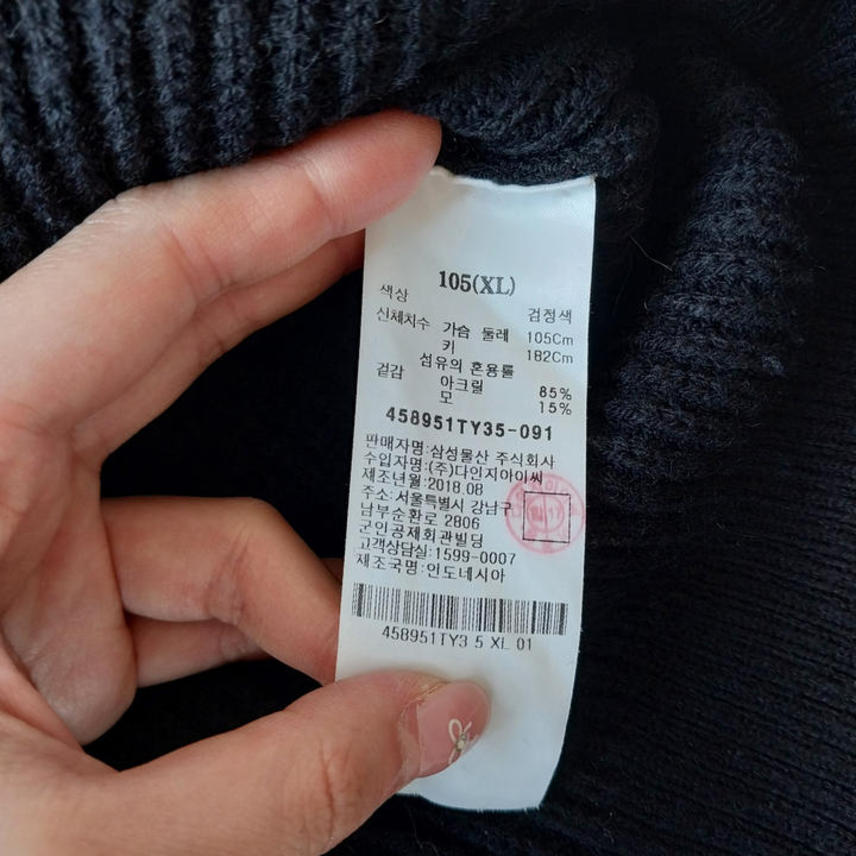 105(XL)
색상 검정색
신체치수 가슴 둘레 105Cm
키 182Cm
섬유의 혼용률
겉감 아크릴 85%
모 15%
458951TY35-091
판매자명:삼성물산 주식회사
수입자명:(주)다인지아이씨
제조년월:2018.08
주소:서울특별시 강남구
남부순환로 2806
군인공제회관빌딩
고객상담실:1599-0007
제조국명:인도네시아
458951TY3 5 XL 01